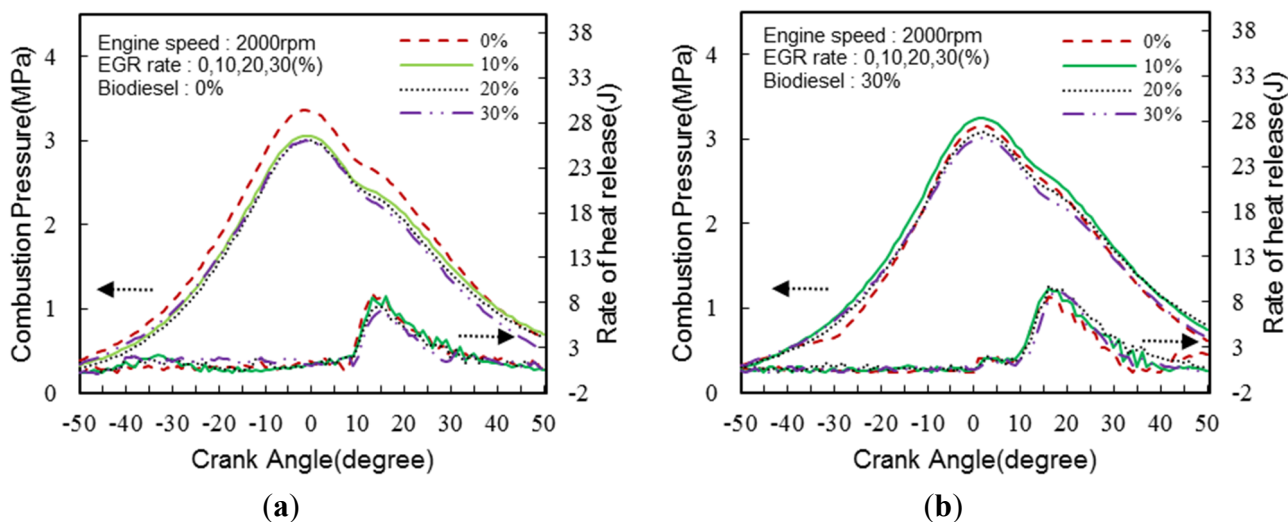 Combustion Pressure(MPa)
4
3
2
1
0
Engine speed : 2000rpm
EGR rate : 0,10,20,30(%)
Biodiesel : 0%
0%
10%
20%
30%
38
33
28
23
18
13
8
3
-2
Rate of heat release(J)
-50 -40 -30 -20 -10 0 10 20 30 40 50
Crank Angle(degree)
(a)
Combustion Pressure(MPa)
4
3
2
1
0
Engine speed : 2000rpm
EGR rate : 0,10,20,30(%)
Biodiesel : 30%
0%
10%
20%
30%
38
33
28
23
18
13
8
3
-2
Rate of heat release(J)
-50 -40 -30 -20 -10 0 10 20 30 40 50
Crank Angle(degree)
(b)